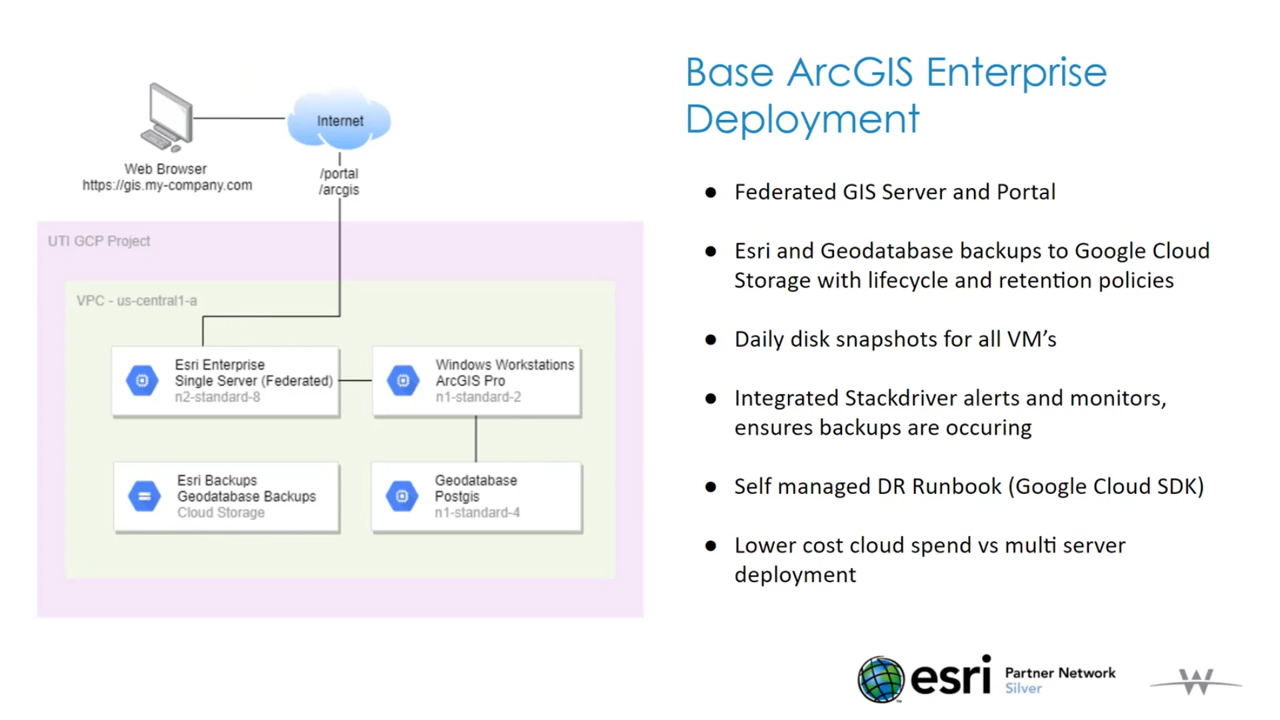 Base ArcGIS Enterprise
Deployment
Internet
Web Browser
https://gis.my-company.com
/portal
/arcgis
UTI GCP Project
VPC - us-central1-a
Esri Enterprise
Single Server (Federated)
n2-standard-8
Windows Workstations
ArcGIS Pro
n1-standard-2
Esri Backups
Geodatabase Backups
Cloud Storage
Geodatabase
Postgis
n1-standard-4
● Federated GIS Server and Portal
● Esri and Geodatabase backups to Google Cloud
Storage with lifecycle and retention policies
● Daily disk snapshots for all VM’s
● Integrated Stackdriver alerts and monitors,
ensures backups are occuring
● Self managed DR Runbook (Google Cloud SDK)
● Lower cost cloud spend vs multi server
deployment
esri
Partner Network
Silver
W